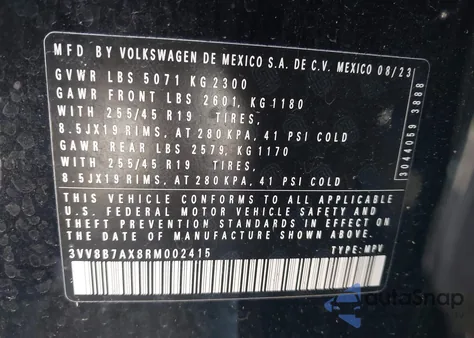 MFD BY VOLKSWAGEN DE MEXICO S.A. DE C.V. MEXICO 08/23
GVWR LBS 5071 KG 2300
GAWR FRONT LBS 2601, KG 1180
WITH 255/45 R19 TIRES,
8.5JX19 RIMS, AT 280 KPA, 41 PSI COLD
GAWR REAR LBS 2579, KG 1170
WITH 255/45 R19 TIRES,
8.5JX19 RIMS, AT 280 KPA, 41 PSI COLD
THIS VEHICLE CONFORMS TO ALL APPLICABLE
U.S. FEDERAL MOTOR VEHICLE SAFETY AND
THEFT PREVENTION STANDARDS IN EFFECT ON
THE DATE OF MANUFACTURE SHOWN ABOVE.
3VV8B7AX8RM002415 TYPE: MPV
3044059 3888
AutoSnap